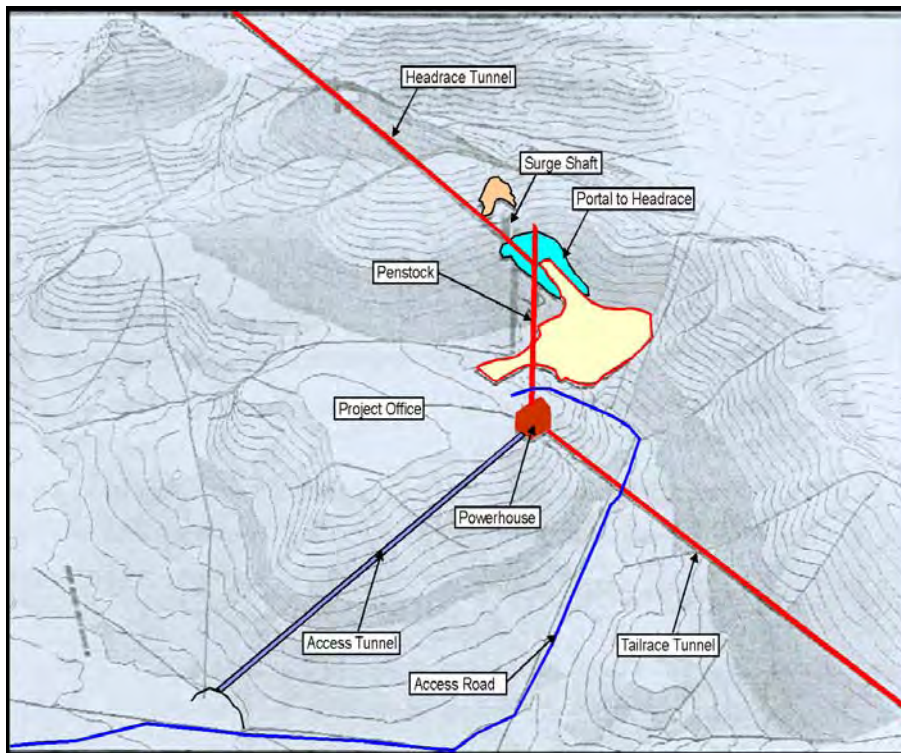 Headrace Tunnel
Surge Shaft
Portal to Headrace
Penstock
Project Office
Powerhouse
Access Tunnel
Tailrace Tunnel
Access Road